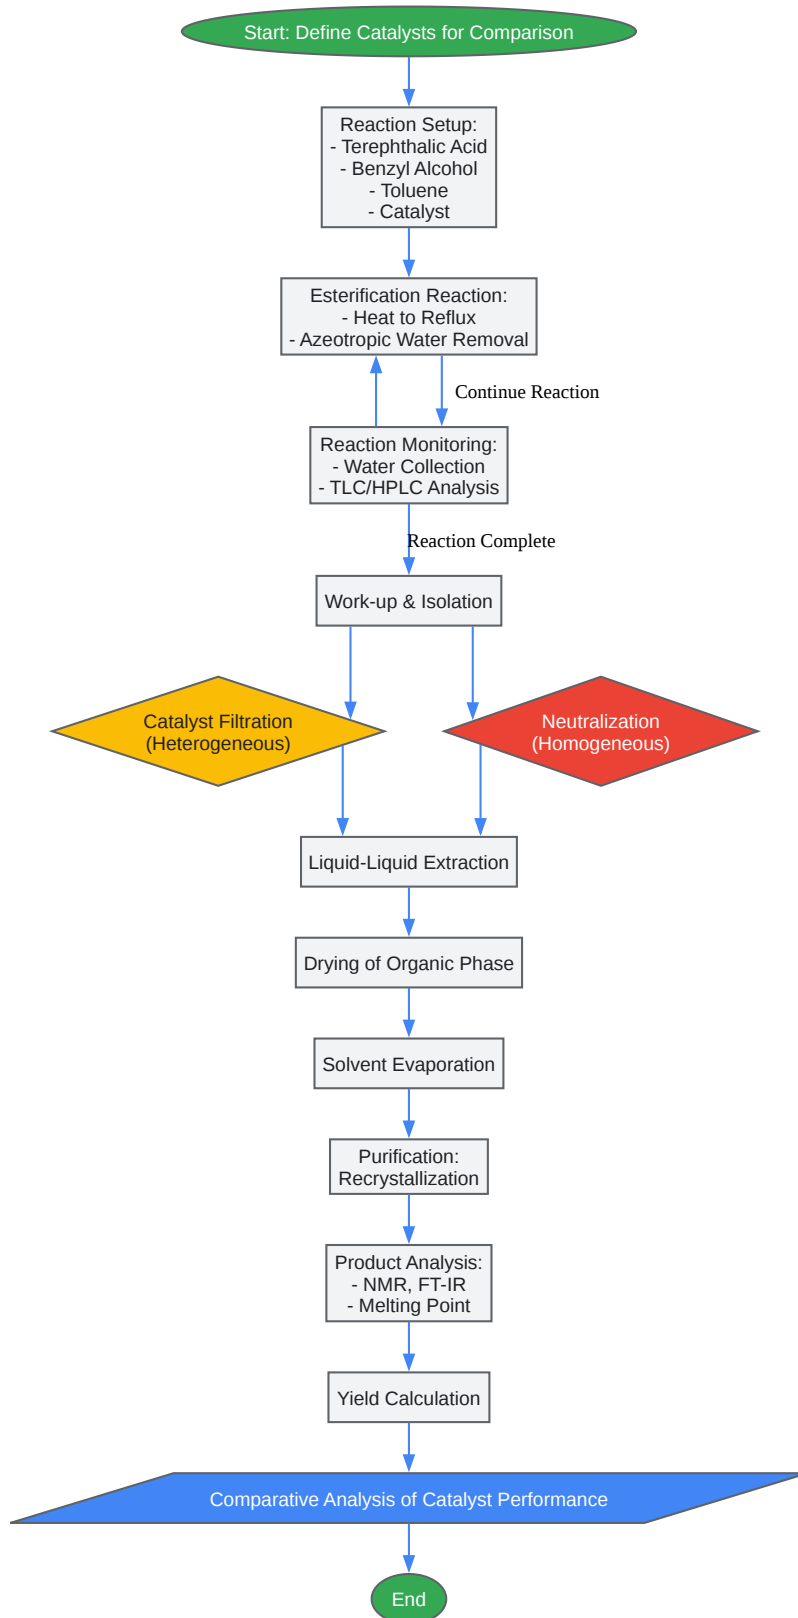 Start: Define Catalysts for Comparison
Reaction Setup:
- Terephthalic Acid
- Benzyl Alcohol
- Toluene
- Catalyst
Esterification Reaction:
- Heat to Reflux
- Azeotropic Water Removal
Continue Reaction
Reaction Monitoring:
- Water Collection
- TLC/HPLC Analysis
Reaction Complete
Work-up & Isolation
Catalyst Filtration
(Heterogeneous)
Neutralization
(Homogeneous)
Liquid-Liquid Extraction
Drying of Organic Phase
Solvent Evaporation
Purification:
Recrystallization
Product Analysis:
- NMR, FT-IR
- Melting Point
Yield Calculation
Comparative Analysis of Catalyst Performance
End